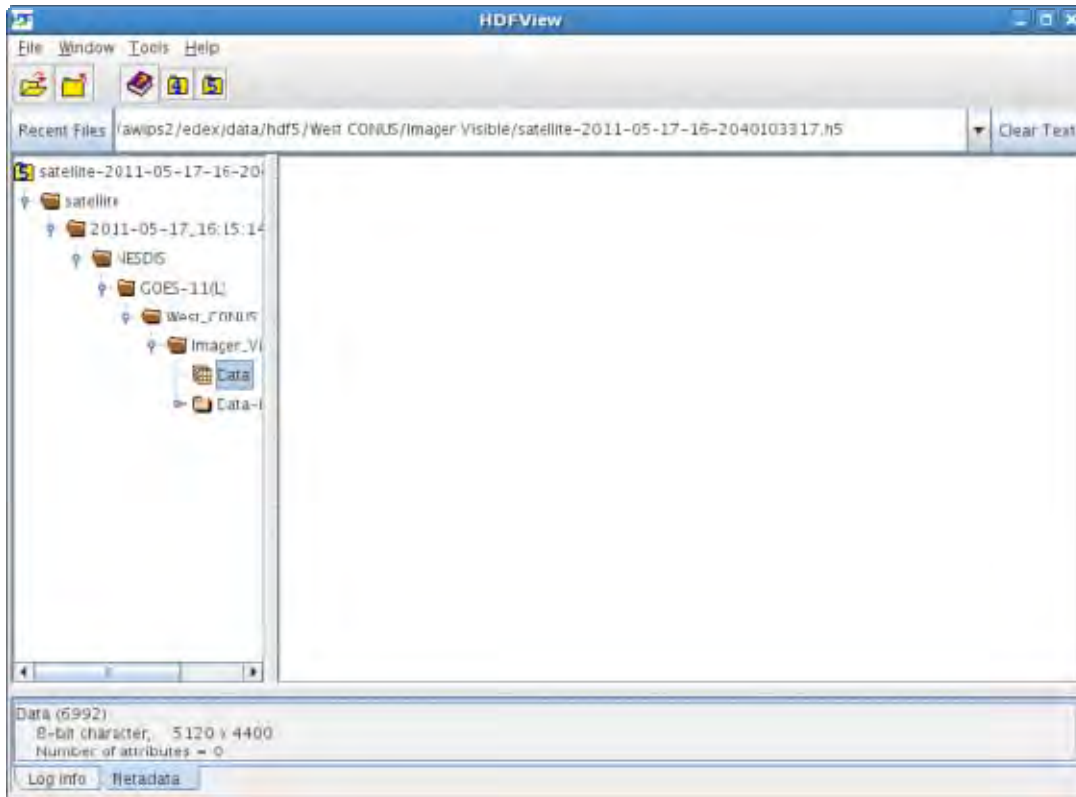 HDFView
File Window Tools Help
4 5
Recent Files /awips2/edex/data/hdf5/West CONUS/Imager Visible/satellite-2011-05-17-16-2040103317.h5 Clear Text
5 satellite-2011-05-17-16-20
satellite
2011-05-17_16:15:14
NESDIS
GOES-11(L)
West_CONUS
Imager_Vi
Data
Data-
Data (6992)
8-bit character, 5120 x 4400
Number of attributes = 0
Log Info Metadata